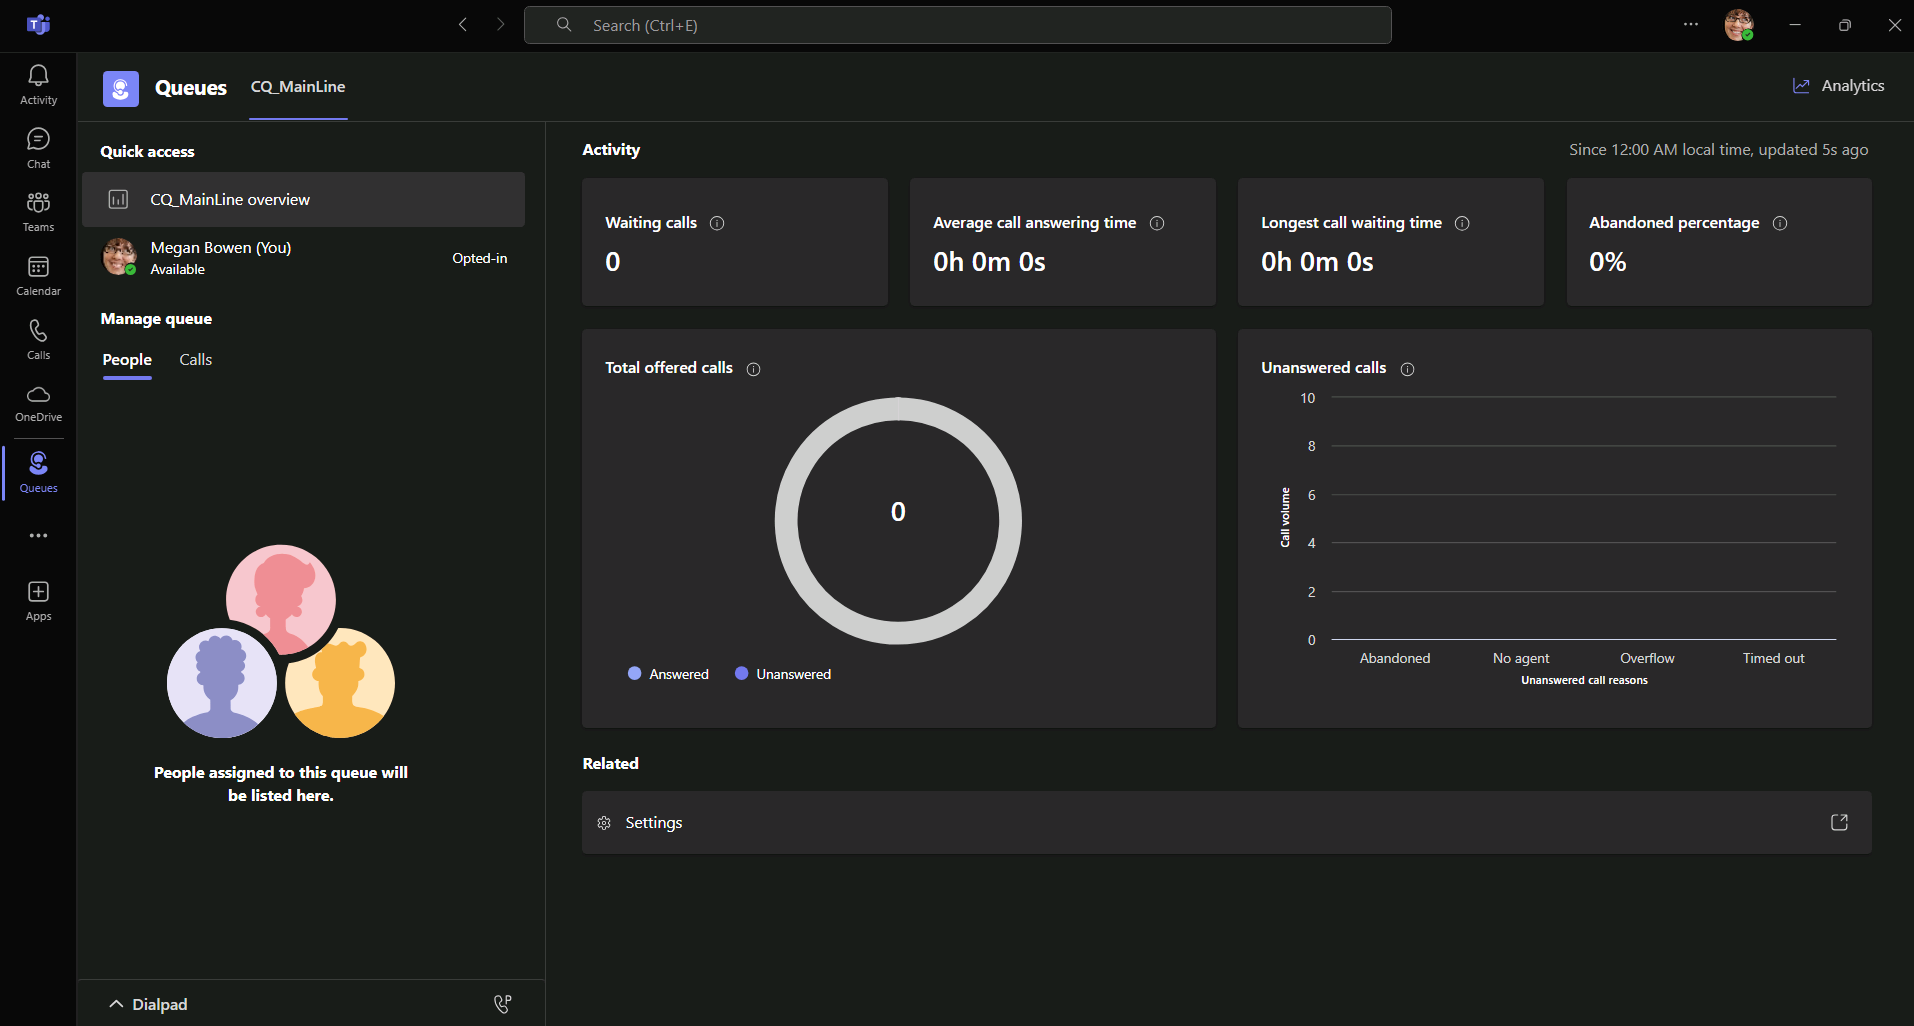 Search (Ctrl+E)
Activity
Chat
Teams
Calendar
Calls
OneDrive
Queues
Apps
Queues
CQ_MainLine
Analytics
Quick access
CQ_MainLine overview
Megan Bowen (You)
Available
Opted-in
Manage queue
People
Calls
People assigned to this queue will
be listed here.
Dialpad
Activity
Since 12:00 AM local time, updated 5s ago
Waiting calls
0
Average call answering time
0h 0m 0s
Longest call waiting time
0h 0m 0s
Abandoned percentage
0%
Total offered calls
0
Answered
Unanswered
Unanswered calls
Call volume
10
8
6
4
2
0
Abandoned
No agent
Overflow
Timed out
Unanswered call reasons
Related
Settings